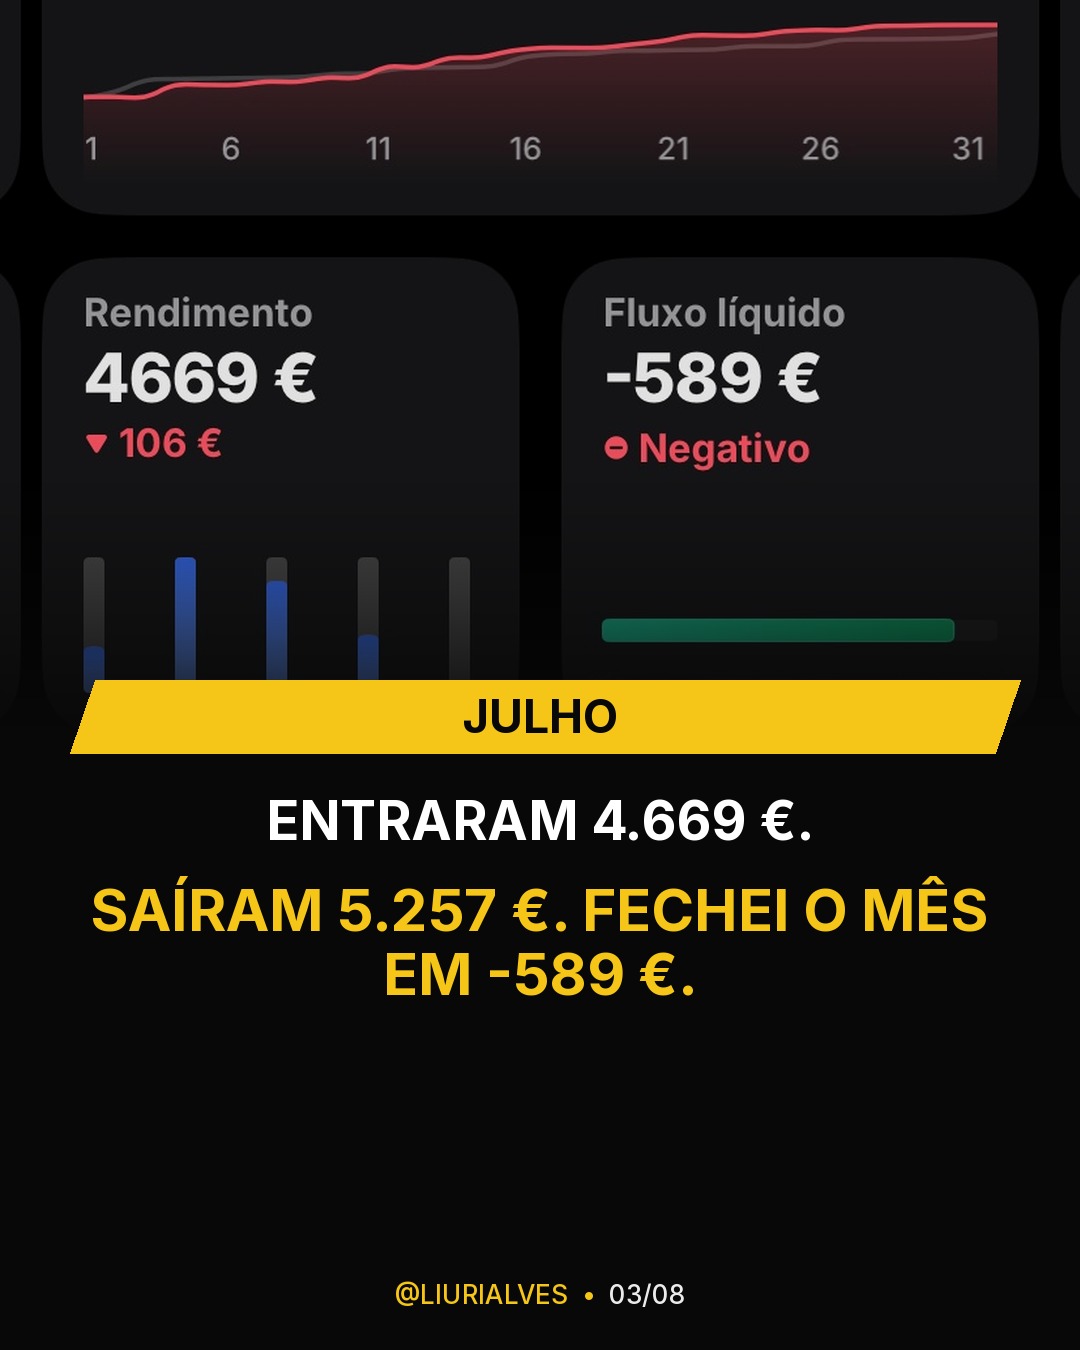 1 6 11 16 21 26 31
Rendimento
4669 €
▼ 106 €
Fluxo líquido
-589 €
Negativo
JULHO
ENTRARAM 4.669 €.
SAÍRAM 5.257 €. FECHEI O MÊS
EM -589 €.
@LIURIALVES • 03/08